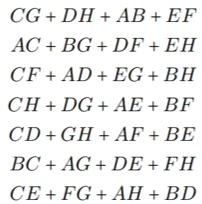 CG + DH + AB + EF
AC + BG + DF + EH
CF + AD + EG + BH
CH + DG + AE + BF
CD + GH + AF + BE
BC + AG + DE + FH
CE + FG + AH + BD